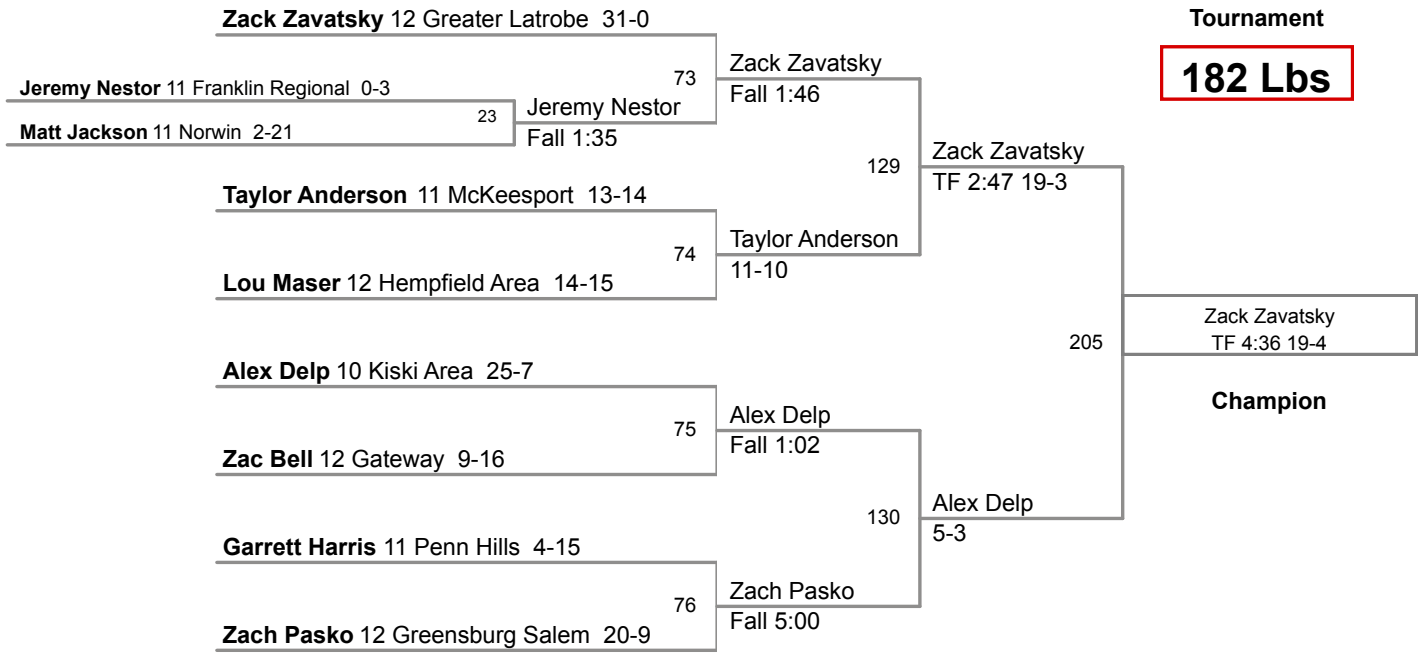 Zack Zavatsky 12 Greater Latrobe 31-0
Tournament
182 Lbs
73
Zack Zavatsky
Fall 1:46
Jeremy Nestor 11 Franklin Regional 0-3
23
Jeremy Nestor
Fall 1:35
Matt Jackson 11 Norwin 2-21
129
Zack Zavatsky
TF 2:47 19-3
Taylor Anderson 11 McKeesport 13-14
74
Taylor Anderson
11-10
Lou Maser 12 Hempfield Area 14-15
205
Zack Zavatsky
TF 4:36 19-4
Champion
Alex Delp 10 Kiski Area 25-7
75
Alex Delp
Fall 1:02
Zac Bell 12 Gateway 9-16
130
Alex Delp
5-3
Garrett Harris 11 Penn Hills 4-15
76
Zach Pasko
Fall 5:00
Zach Pasko 12 Greensburg Salem 20-9